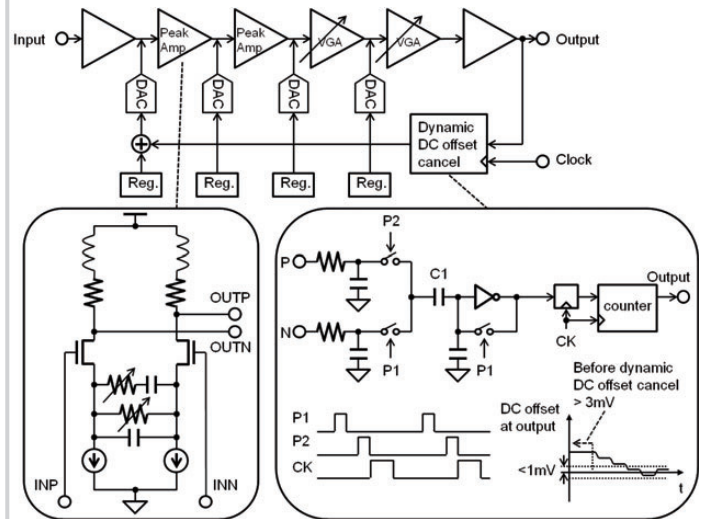 Input
Peak
Amp.
Peak
Amp.
VGA
VGA
Output
DAC
DAC
DAC
DAC
Dynamic
DC offset
cancel
Clock
Reg.
Reg.
Reg.
Reg.
OUTP
OUTN
INP
INN
P2
P
C1
Output
N
counter
P1
P1
CK
P1
P2
CK
Before dynamic
DC offset cancel
> 3mV
DC offset
at output
<1mV
t